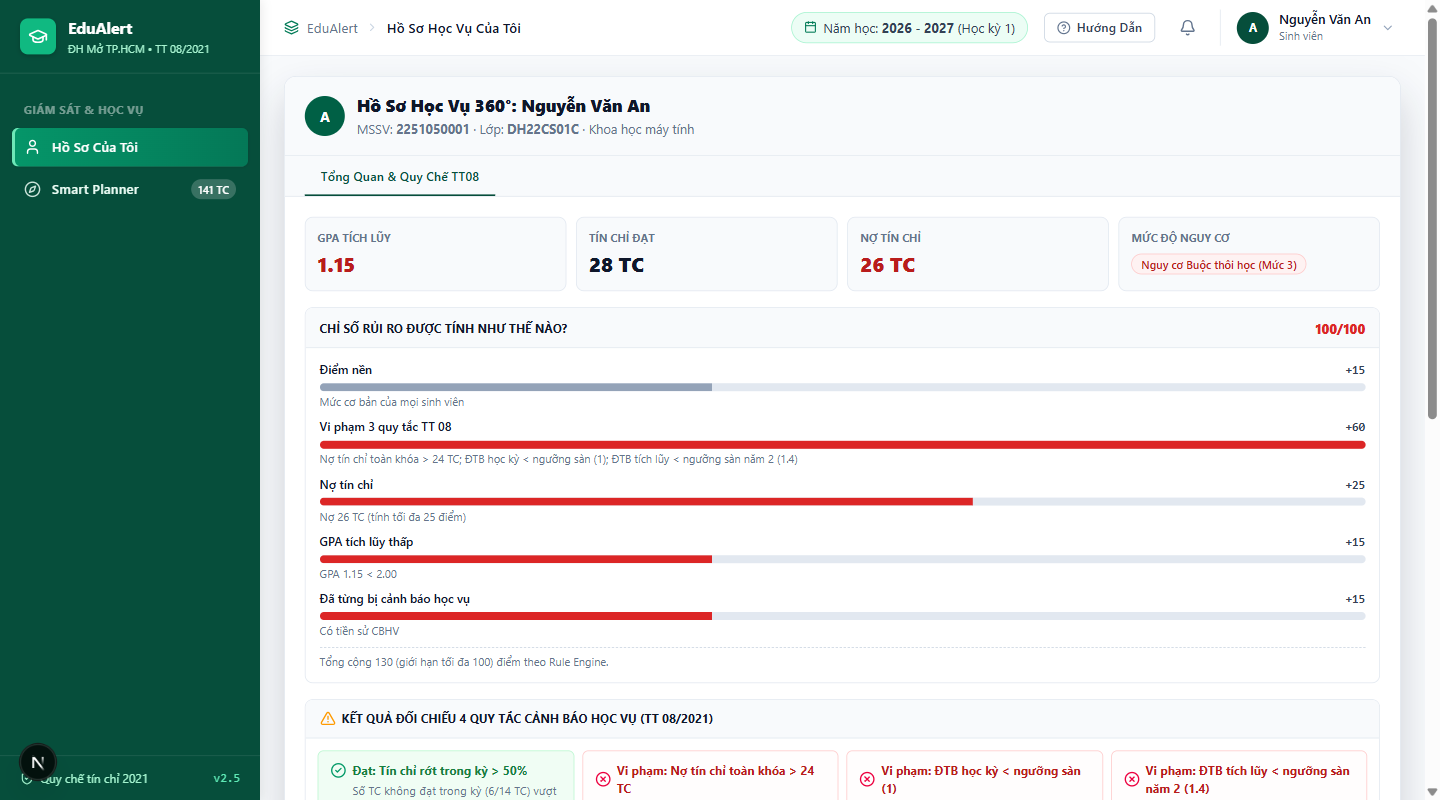 EduAlert
ĐH Mở TP.HCM • TT 08/2021
GIÁM SÁT & HỌC VỤ
Hồ Sơ Của Tôi
Smart Planner
141 TC
N
Quy chế tín chỉ 2021
v2.5
EduAlert
Hồ Sơ Học Vụ Của Tôi
Năm học: 2026 - 2027 (Học kỳ 1)
Hướng Dẫn
A
Nguyễn Văn An
Sinh viên
A
Hồ Sơ Học Vụ 360°: Nguyễn Văn An
MSSV: 2251050001 · Lớp: DH22CS01C · Khoa học máy tính
Tổng Quan & Quy Chế TT08
GPA TÍCH LŨY
1.15
TÍN CHỈ ĐẠT
28 TC
NỢ TÍN CHỈ
26 TC
MỨC ĐỘ NGUY CƠ
Nguy cơ Buộc thôi học (Mức 3)
CHỈ SỐ RỦI RO ĐƯỢC TÍNH NHƯ THẾ NÀO?
100/100
Điểm nền
+15
Mức cơ bản của mọi sinh viên
Vi phạm 3 quy tắc TT 08
+60
Nợ tín chỉ toàn khóa > 24 TC; ĐTB học kỳ < ngưỡng sàn (1); ĐTB tích lũy < ngưỡng sàn năm 2 (1.4)
Nợ tín chỉ
+25
Nợ 26 TC (tính tối đa 25 điểm)
GPA tích lũy thấp
+15
GPA 1.15 < 2.00
Đã từng bị cảnh báo học vụ
+15
Có tiền sử CBHV
Tổng cộng 130 (giới hạn tối đa 100) điểm theo Rule Engine.
KẾT QUẢ ĐỐI CHIẾU 4 QUY TẮC CẢNH BÁO HỌC VỤ (TT 08/2021)
Đạt: Tín chỉ rớt trong kỳ > 50%
Số TC không đạt trong kỳ (6/14 TC) vượt
Vi phạm: Nợ tín chỉ toàn khóa > 24
TC
Vi phạm: ĐTB học kỳ < ngưỡng sàn
(1)
Vi phạm: ĐTB tích lũy < ngưỡng sàn
năm 2 (1.4)